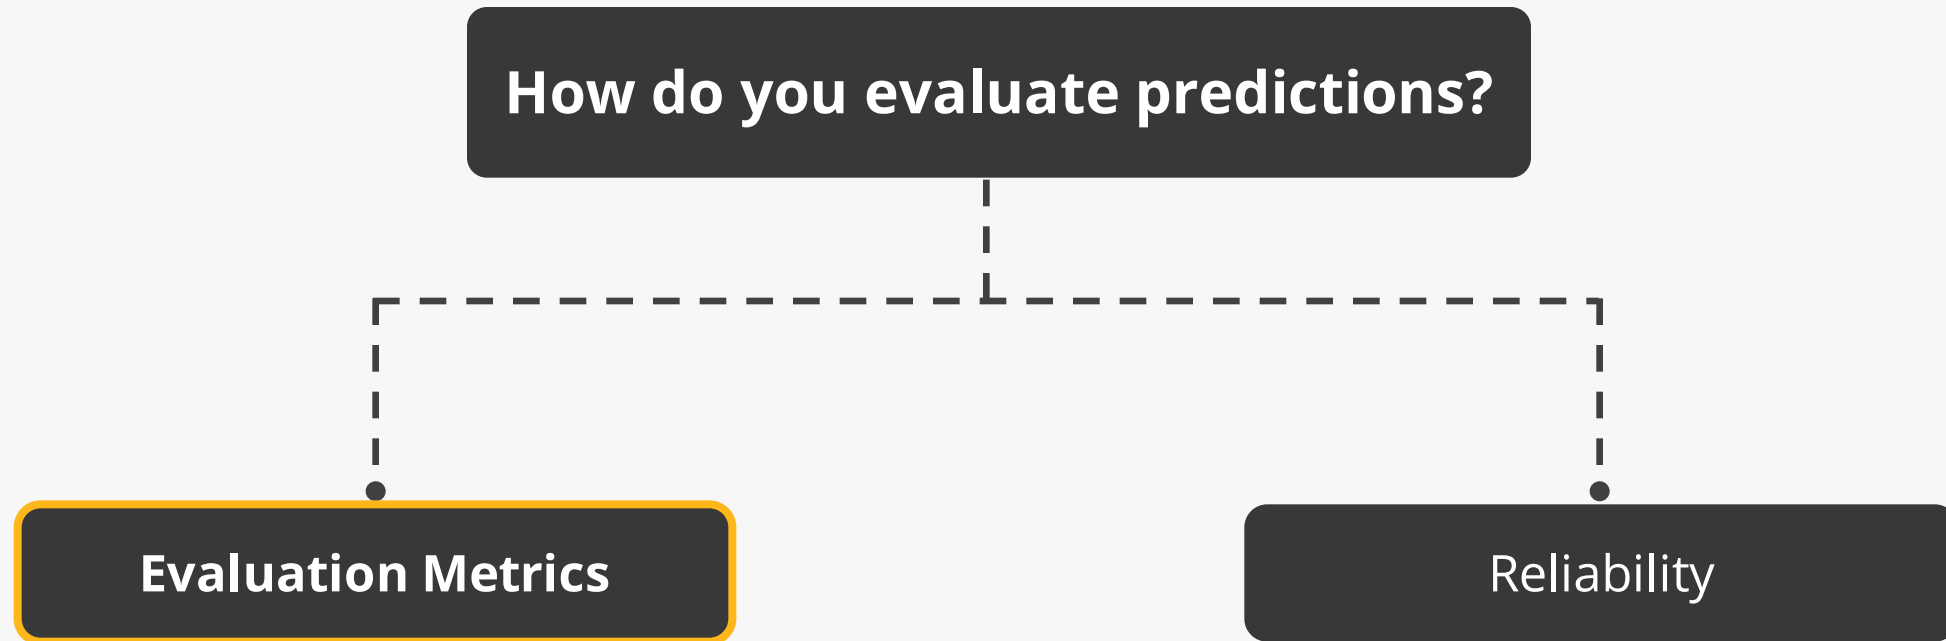 How do you evaluate predictions?
Evaluation Metrics
Reliability